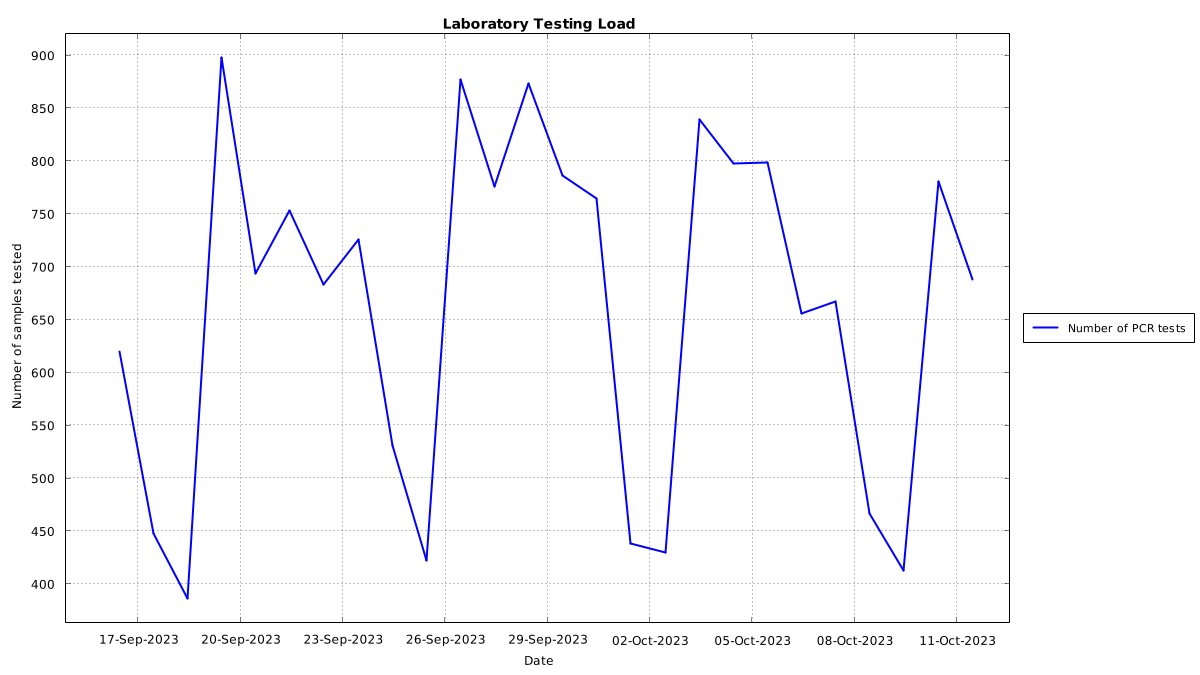 Laboratory Testing Load
900
850
800
750
700
650
600
550
500
450
400
Number of samples tested
17-Sep-2023 20-Sep-2023 23-Sep-2023 26-Sep-2023 29-Sep-2023 02-Oct-2023 05-Oct-2023 08-Oct-2023 11-Oct-2023
Date
Number of PCR tests